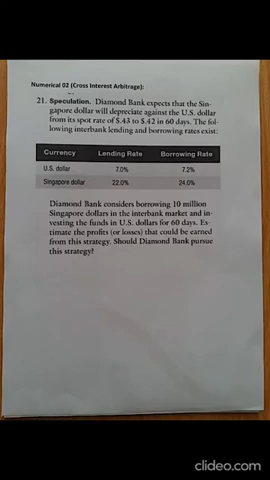 Numerical 02 (Cross Interest Arbitrage):
21. Speculation. Diamond Bank expects that the Sin-
gapore dollar will depreciate against the U.S. dollar
from its spot rate of $.43 to $.42 in 60 days. The fol-
lowing interbank lending and borrowing rates exist:
Currency Lending Rate Borrowing Rate
U.S. dollar 7.0% 7.2%
Singapore dollar 22.0% 24.0%
Diamond Bank considers borrowing 10 million
Singapore dollars in the interbank market and in-
vesting the funds in U.S. dollars for 60 days. Es-
timate the profits (or losses) that could be earned
from this strategy. Should Diamond Bank pursue
this strategy?
clideo.com